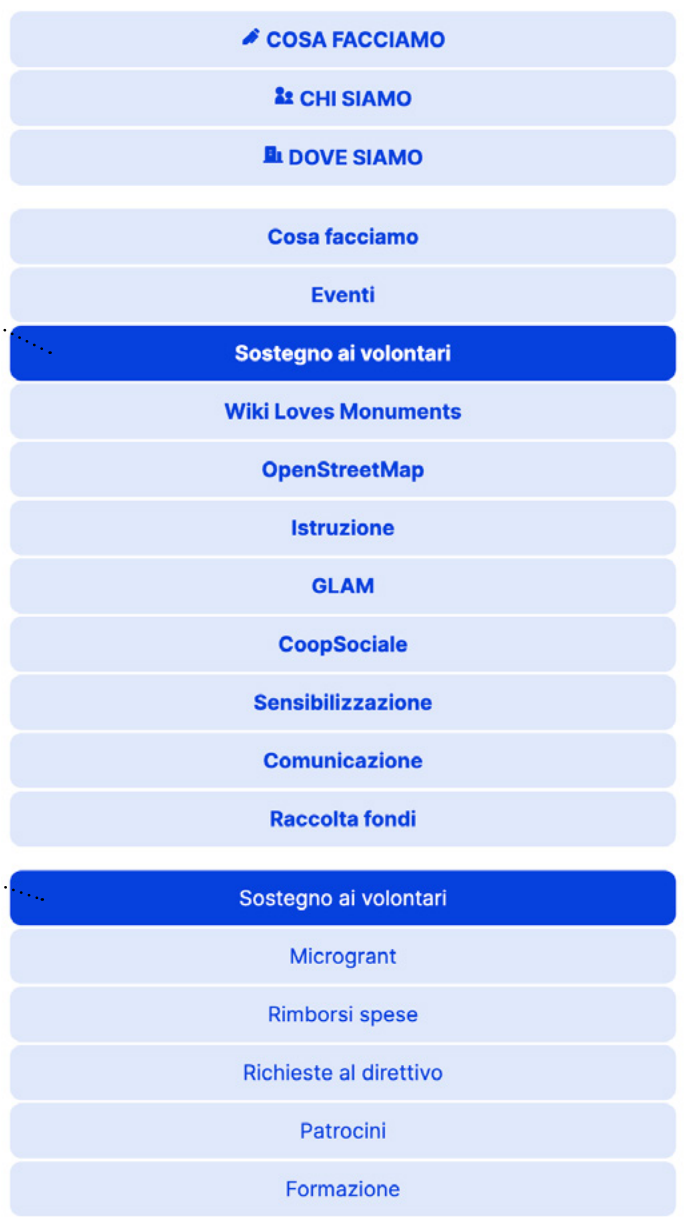 COSA FACCIAMO
CHI SIAMO
DOVE SIAMO
Cosa facciamo
Eventi
Sostegno ai volontari
Wiki Loves Monuments
OpenStreetMap
Istruzione
GLAM
CoopSociale
Sensibilizzazione
Comunicazione
Raccolta fondi
Sostegno ai volontari
Microgrant
Rimborsi spese
Richieste al direttivo
Patrocini
Formazione